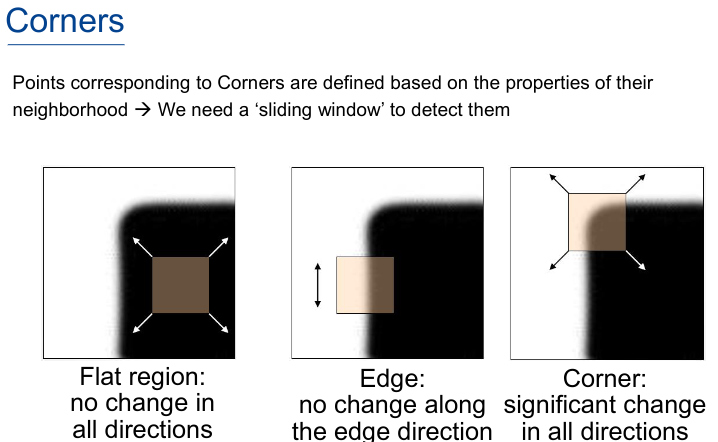 Corners
Points corresponding to Corners are defined based on the properties of their
neighborhood → We need a ‘sliding window’ to detect them
Flat region:
no change in
all directions
Edge:
no change along
the edge direction
Corner:
significant change
in all directions